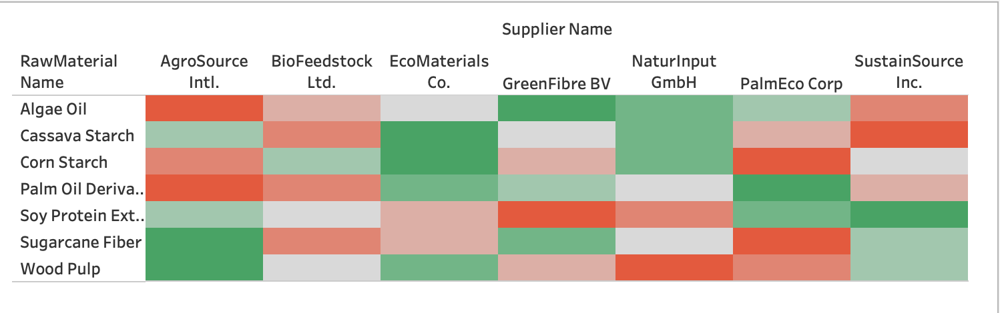 Supplier Name
RawMaterial AgroSource BioFeedstock EcoMaterials NaturInput SustainSource
Name Intl. Ltd. Co. GreenFibre BV GmbH PalmEco Corp Inc.
Algae Oil
Cassava Starch
Corn Starch
Palm Oil Deriva..
Soy Protein Ext..
Sugarcane Fiber
Wood Pulp